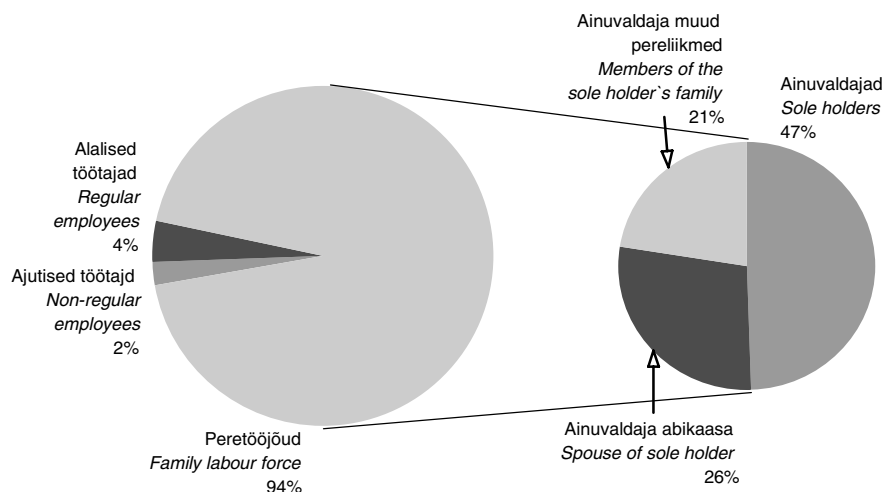 Ainuvaldaja muud
pereliikmed
Members of the
sole holder`s family
21%
Ainuvaldajad
Sole holders
47%
Alalised
töötajad
Regular
employees
4%
Ajutised töötajd
Non-regular
employees
2%
Peretööjõud
Family labour force
94%
Ainuvaldaja abikaasa
Spouse of sole holder
26%